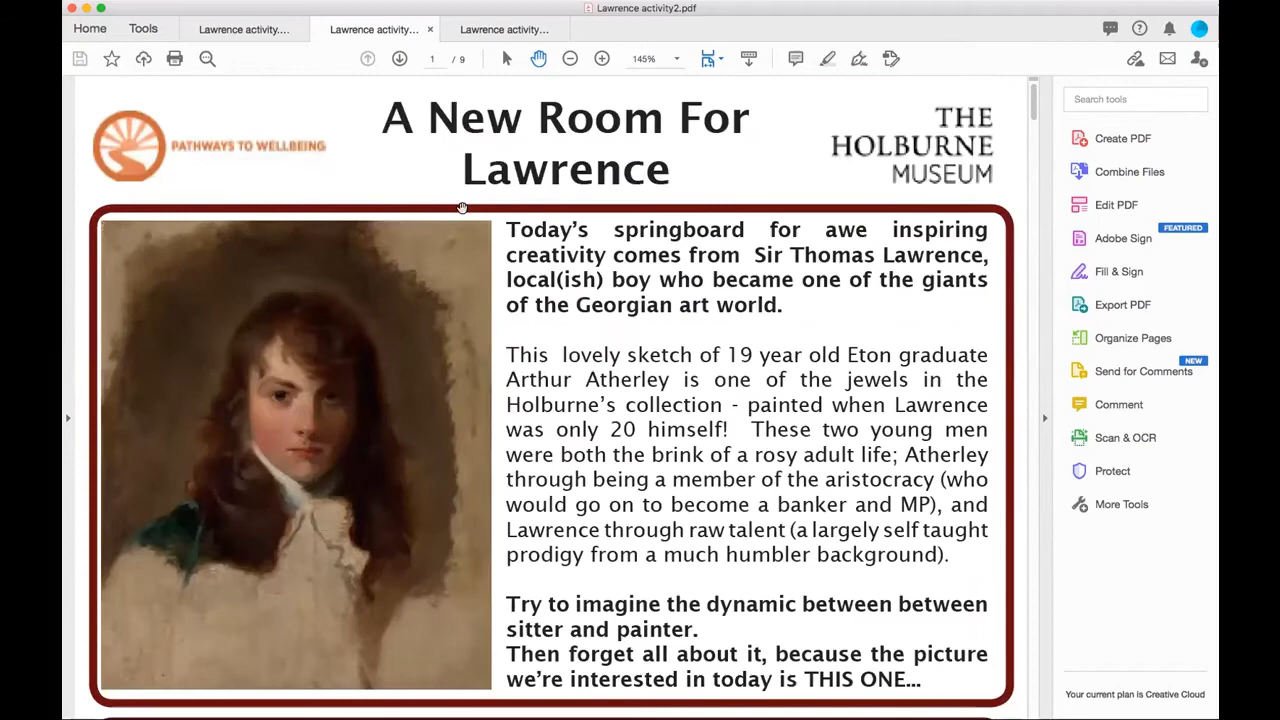 Lawrence activity2.pdf
Home
Tools
Lawrence activity....
Lawrence activity...
Lawrence activity...
1 / 9
145%
PATHWAYS TO WELLBEING
A New Room For
Lawrence
THE
HOLBURNE
MUSEUM
Today's springboard for awe inspiring
creativity comes from Sir Thomas Lawrence,
local(ish) boy who became one of the giants
of the Georgian art world.
This lovely sketch of 19 year old Eton graduate
Arthur Atherley is one of the jewels in the
Holburne's collection - painted when Lawrence
was only 20 himself! These two young men
were both the brink of a rosy adult life; Atherley
through being a member of the aristocracy (who
would go on to become a banker and MP), and
Lawrence through raw talent (a largely self taught
prodigy from a much humbler background).
Try to imagine the dynamic between between
sitter and painter.
Then forget all about it, because the picture
we're interested in today is THIS ONE...
Search tools
Create PDF
Combine Files
Edit PDF
FEATURED
Adobe Sign
Fill & Sign
Export PDF
Organize Pages
NEW
Send for Comments
Comment
Scan & OCR
Protect
More Tools
Your current plan is Creative Cloud